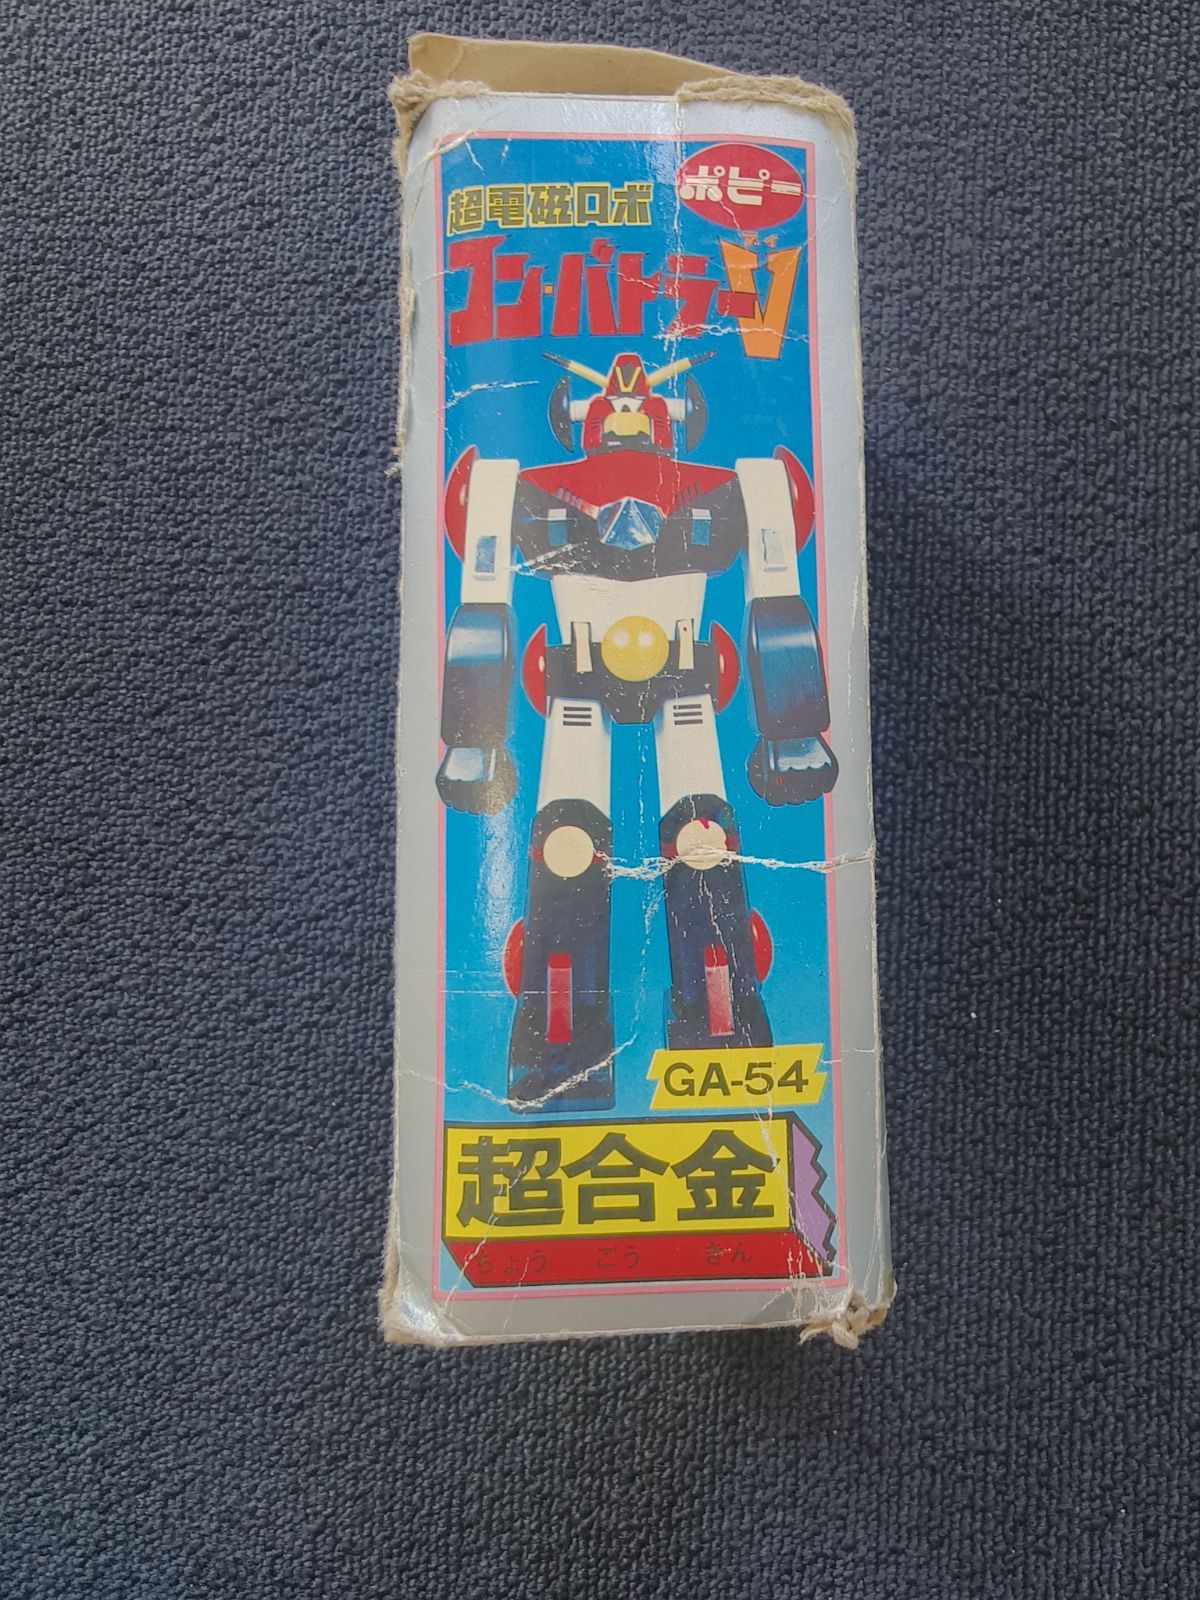 ポピー
超電磁ロボ
ブイ
コン・バトラーV
GA-54
超合金
ちょう ごう きん